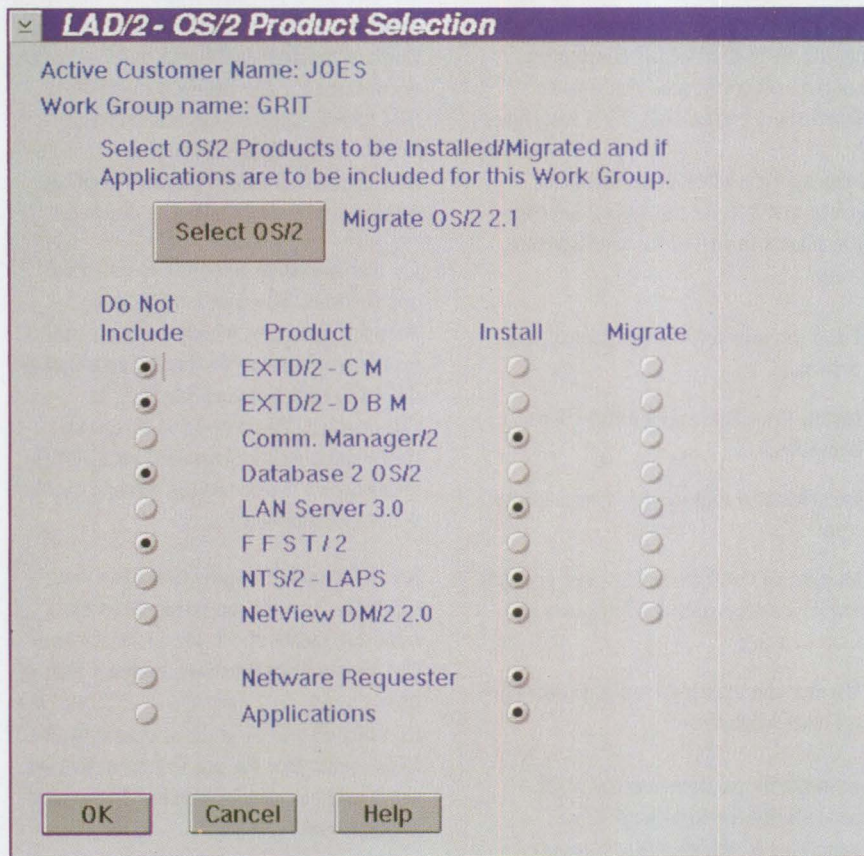 LAD/2 - OS/2 Product Selection
Active Customer Name: JOES
Work Group name: GRIT
Select OS/2 Products to be Installed/Migrated and if
Applications are to be included for this Work Group.
Select OS/2 Migrate OS/2 2.1
Do Not
Include Product Install Migrate
EXTD/2 - C M
EXTD/2 - D B M
Comm. Manager/2
Database 2 OS/2
LAN Server 3.0
F F S T / 2
NTS/2 - LAPS
NetView DM/2 2.0
Netware Requester
Applications
OK Cancel Help